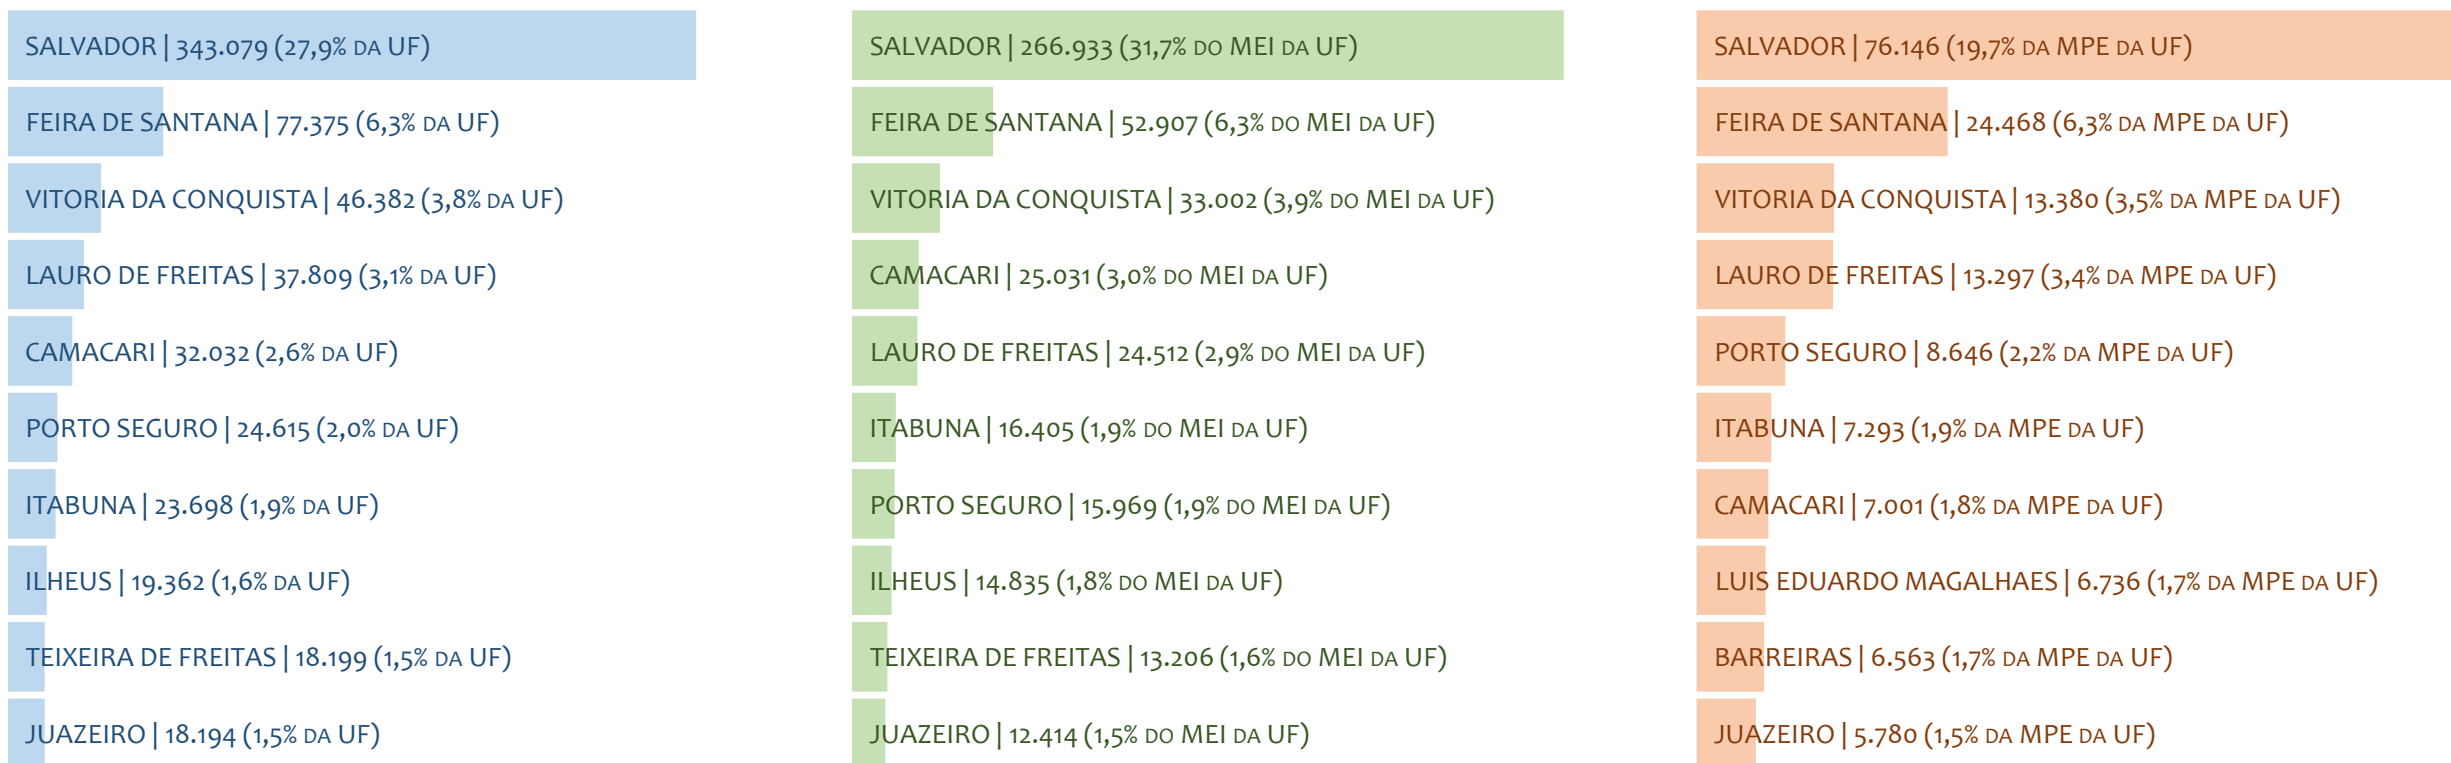 SALVADOR | 343.079 (27,9% DA UF)
FEIRA DE SANTANA | 77.375 (6,3% DA UF)
VITORIA DA CONQUISTA | 46.382 (3,8% DA UF)
LAURO DE FREITAS | 37.809 (3,1% DA UF)
CAMACARI | 32.032 (2,6% DA UF)
PORTO SEGURO | 24.615 (2,0% DA UF)
ITABUNA | 23.698 (1,9% DA UF)
ILHEUS | 19.362 (1,6% DA UF)
TEIXEIRA DE FREITAS | 18.199 (1,5% DA UF)
JUAZEIRO | 18.194 (1,5% DA UF)
SALVADOR | 266.933 (31,7% DO MEI DA UF)
FEIRA DE SANTANA | 52.907 (6,3% DO MEI DA UF)
VITORIA DA CONQUISTA | 33.002 (3,9% DO MEI DA UF)
CAMACARI | 25.031 (3,0% DO MEI DA UF)
LAURO DE FREITAS | 24.512 (2,9% DO MEI DA UF)
ITABUNA | 16.405 (1,9% DO MEI DA UF)
PORTO SEGURO | 15.969 (1,9% DO MEI DA UF)
ILHEUS | 14.835 (1,8% DO MEI DA UF)
TEIXEIRA DE FREITAS | 13.206 (1,6% DO MEI DA UF)
JUAZEIRO | 12.414 (1,5% DO MEI DA UF)
SALVADOR | 76.146 (19,7% DA MPE DA UF)
FEIRA DE SANTANA | 24.468 (6,3% DA MPE DA UF)
VITORIA DA CONQUISTA | 13.380 (3,5% DA MPE DA UF)
LAURO DE FREITAS | 13.297 (3,4% DA MPE DA UF)
PORTO SEGURO | 8.646 (2,2% DA MPE DA UF)
ITABUNA | 7.293 (1,9% DA MPE DA UF)
CAMACARI | 7.001 (1,8% DA MPE DA UF)
LUIS EDUARDO MAGALHAES | 6.736 (1,7% DA MPE DA UF)
BARREIRAS | 6.563 (1,7% DA MPE DA UF)
JUAZEIRO | 5.780 (1,5% DA MPE DA UF)